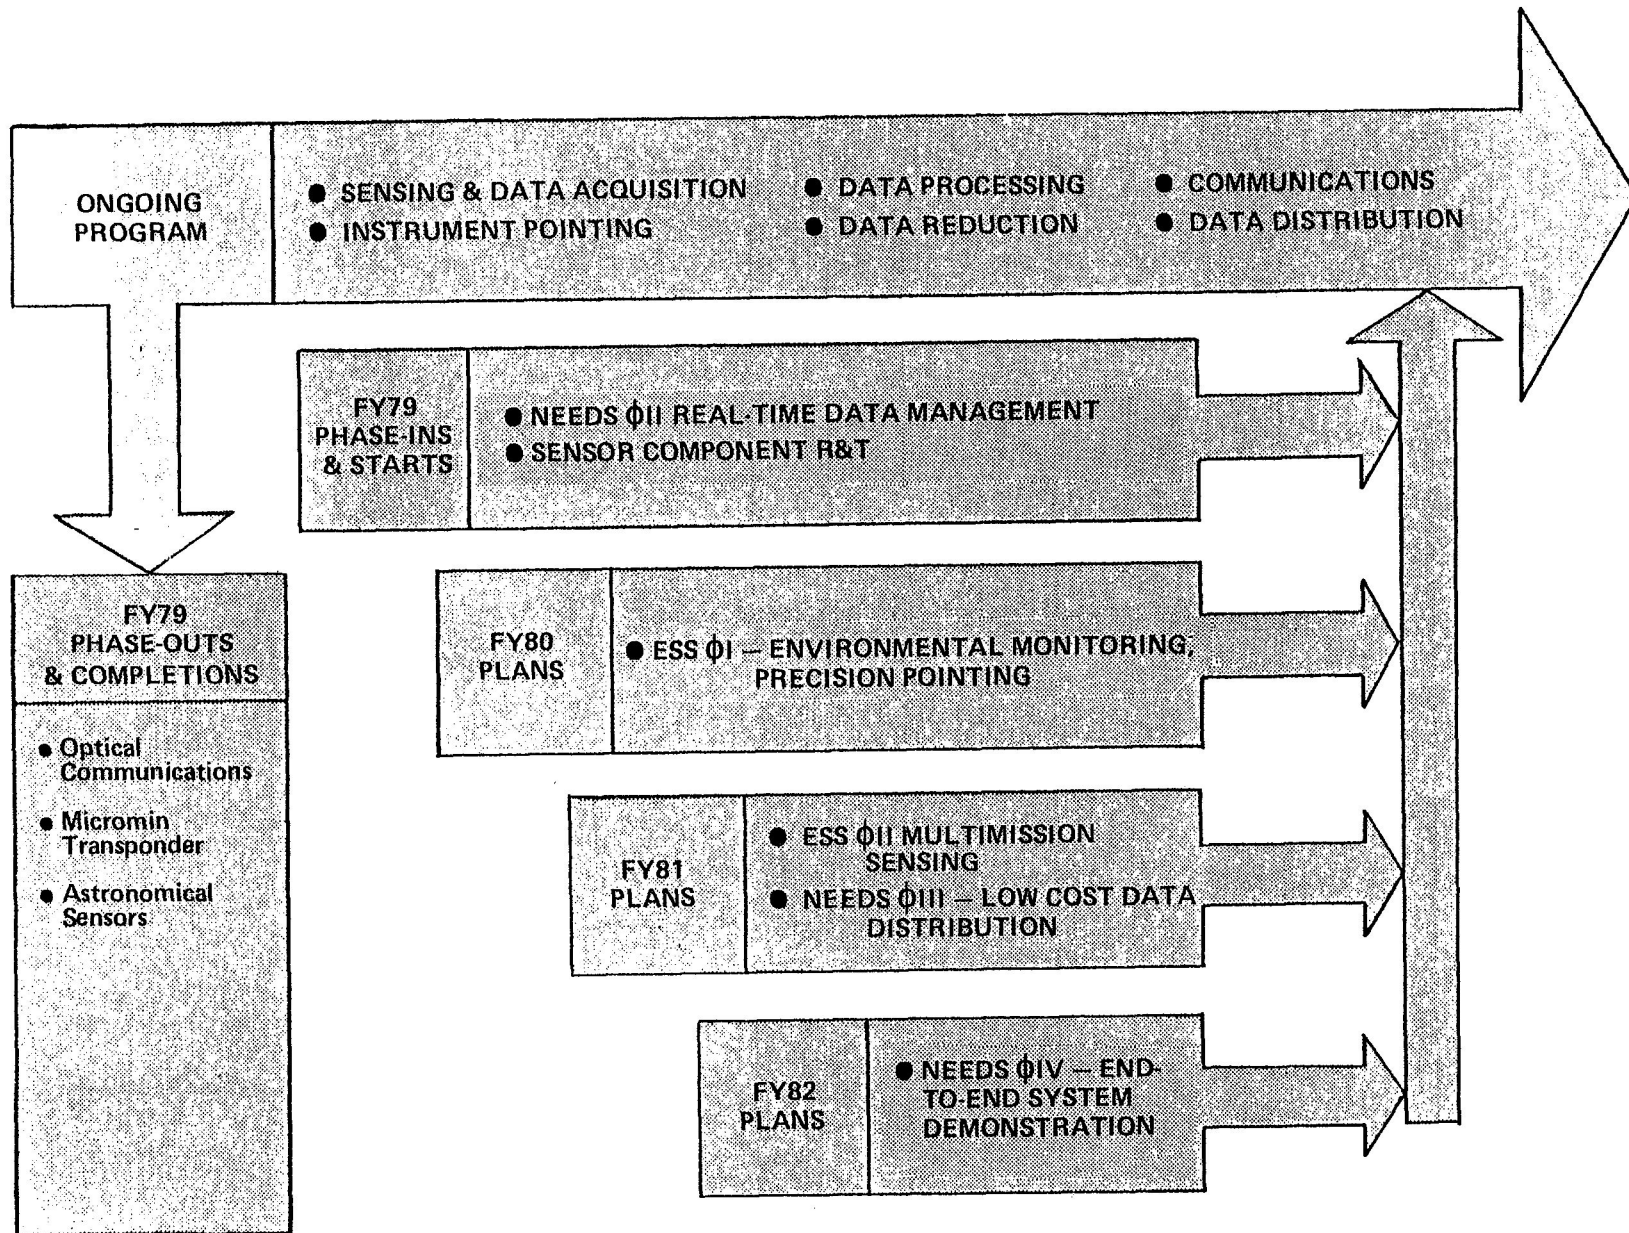 ONGOING
PROGRAM
● SENSING & DATA ACQUISITION
● INSTRUMENT POINTING
● DATA PROCESSING
● DATA REDUCTION
● COMMUNICATIONS
● DATA DISTRIBUTION
FY79
PHASE-INS
& STARTS
● NEEDS ϕII REAL-TIME DATA MANAGEMENT
● SENSOR COMPONENT R&T
FY79
PHASE-OUTS
& COMPLETIONS
● Optical
Communications
● Micromin
Transponder
● Astronomical
Sensors
FY80
PLANS
● ESS ϕI — ENVIRONMENTAL MONITORING,
PRECISION POINTING
FY81
PLANS
● ESS ϕII MULTIMISSION
SENSING
● NEEDS ϕIII — LOW COST DATA
DISTRIBUTION
FY82
PLANS
● NEEDS ϕIV — END-
TO-END SYSTEM
DEMONSTRATION